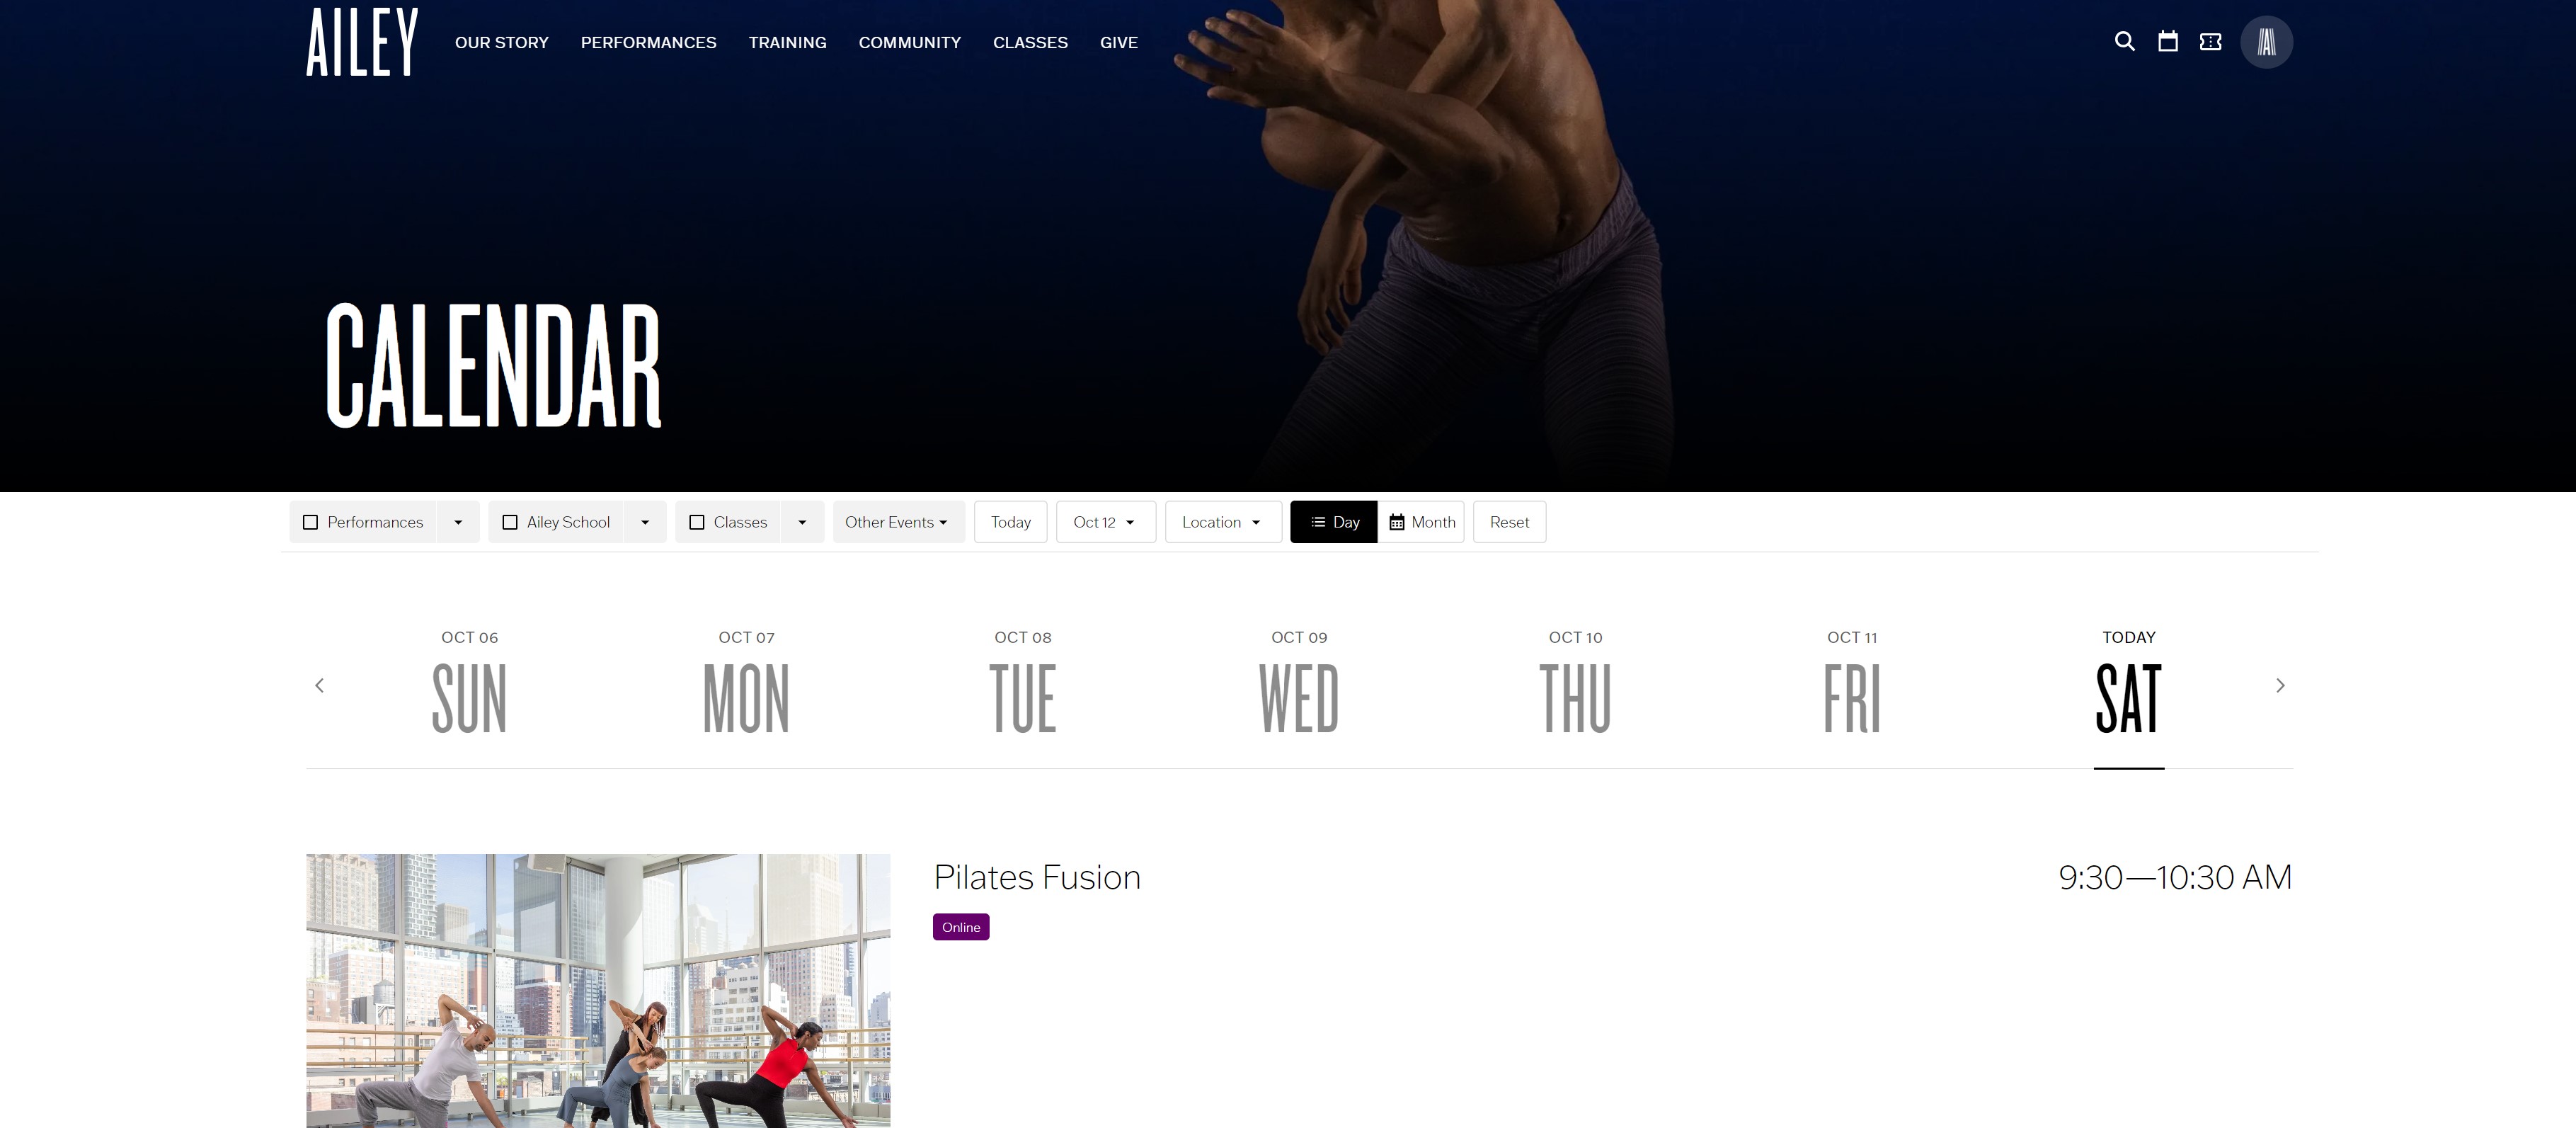 AILEY
OUR STORY PERFORMANCES TRAINING COMMUNITY CLASSES GIVE
CALENDAR
Performances Ailey School Classes Other Events Today Oct 12 Location Day Month Reset
OCT 06 OCT 07 OCT 08 OCT 09 OCT 10 OCT 11 TODAY
SUN MON TUE WED THU FRI SAT
Pilates Fusion 9:30—10:30 AM
Online